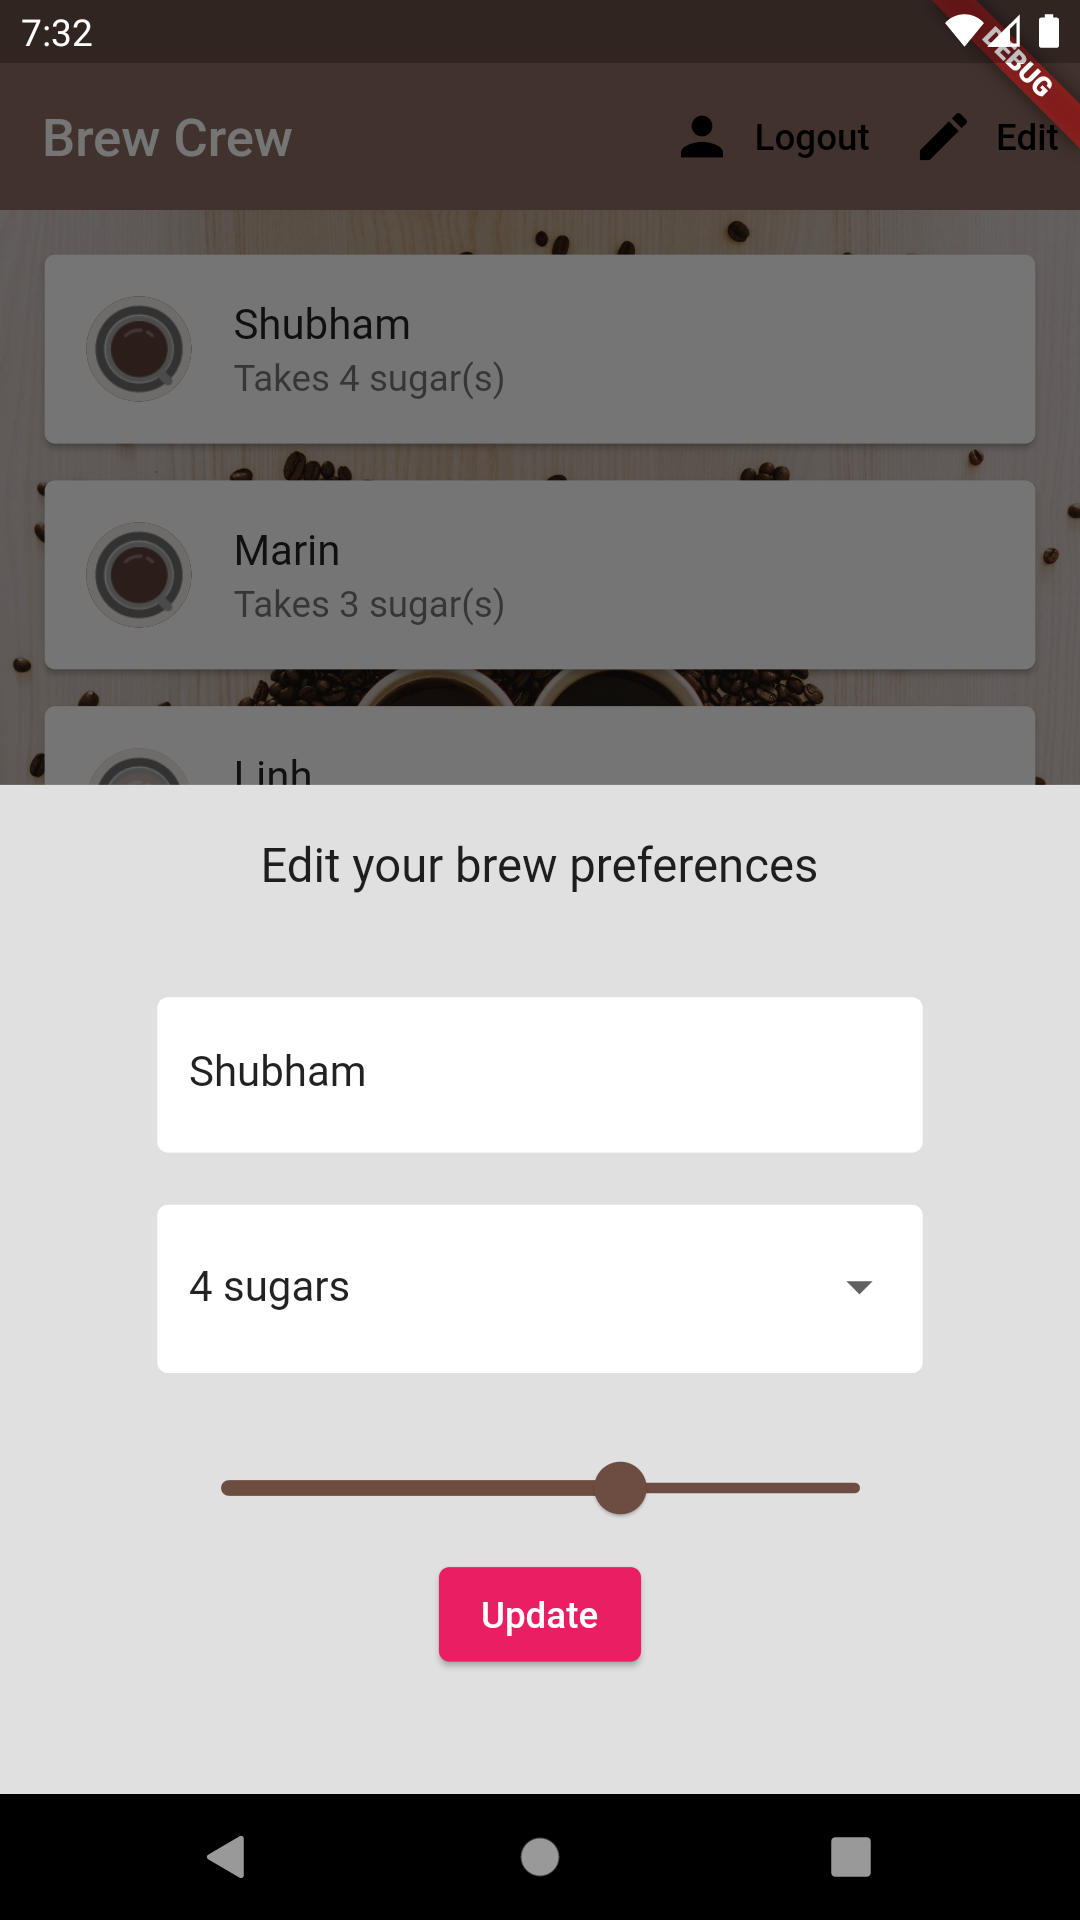 7:32
DEBUG
Brew Crew
Logout
Edit
Shubham
Takes 4 sugar(s)
Marin
Takes 3 sugar(s)
Linh
Edit your brew preferences
Shubham
4 sugars
Update